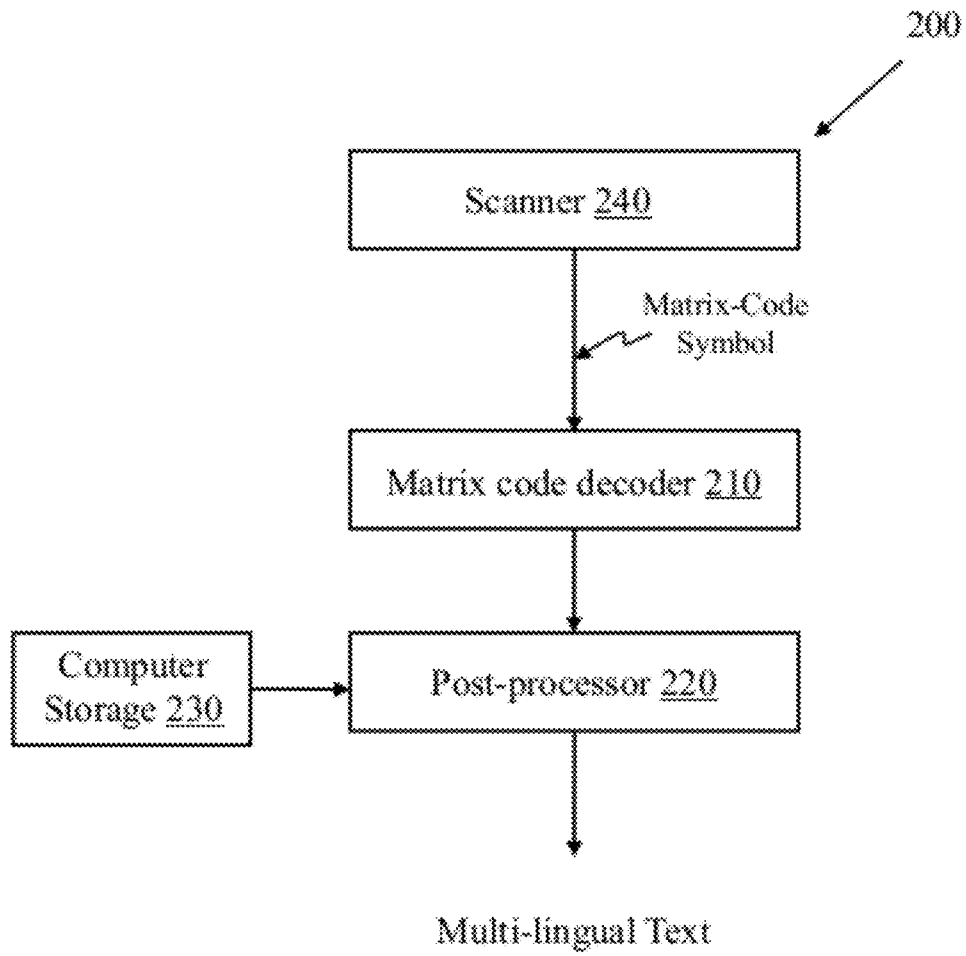 200
Scanner 240
Matrix-Code
Symbol
Matrix code decoder 210
Computer
Storage 230
Post-processor 220
Multi-lingual Text